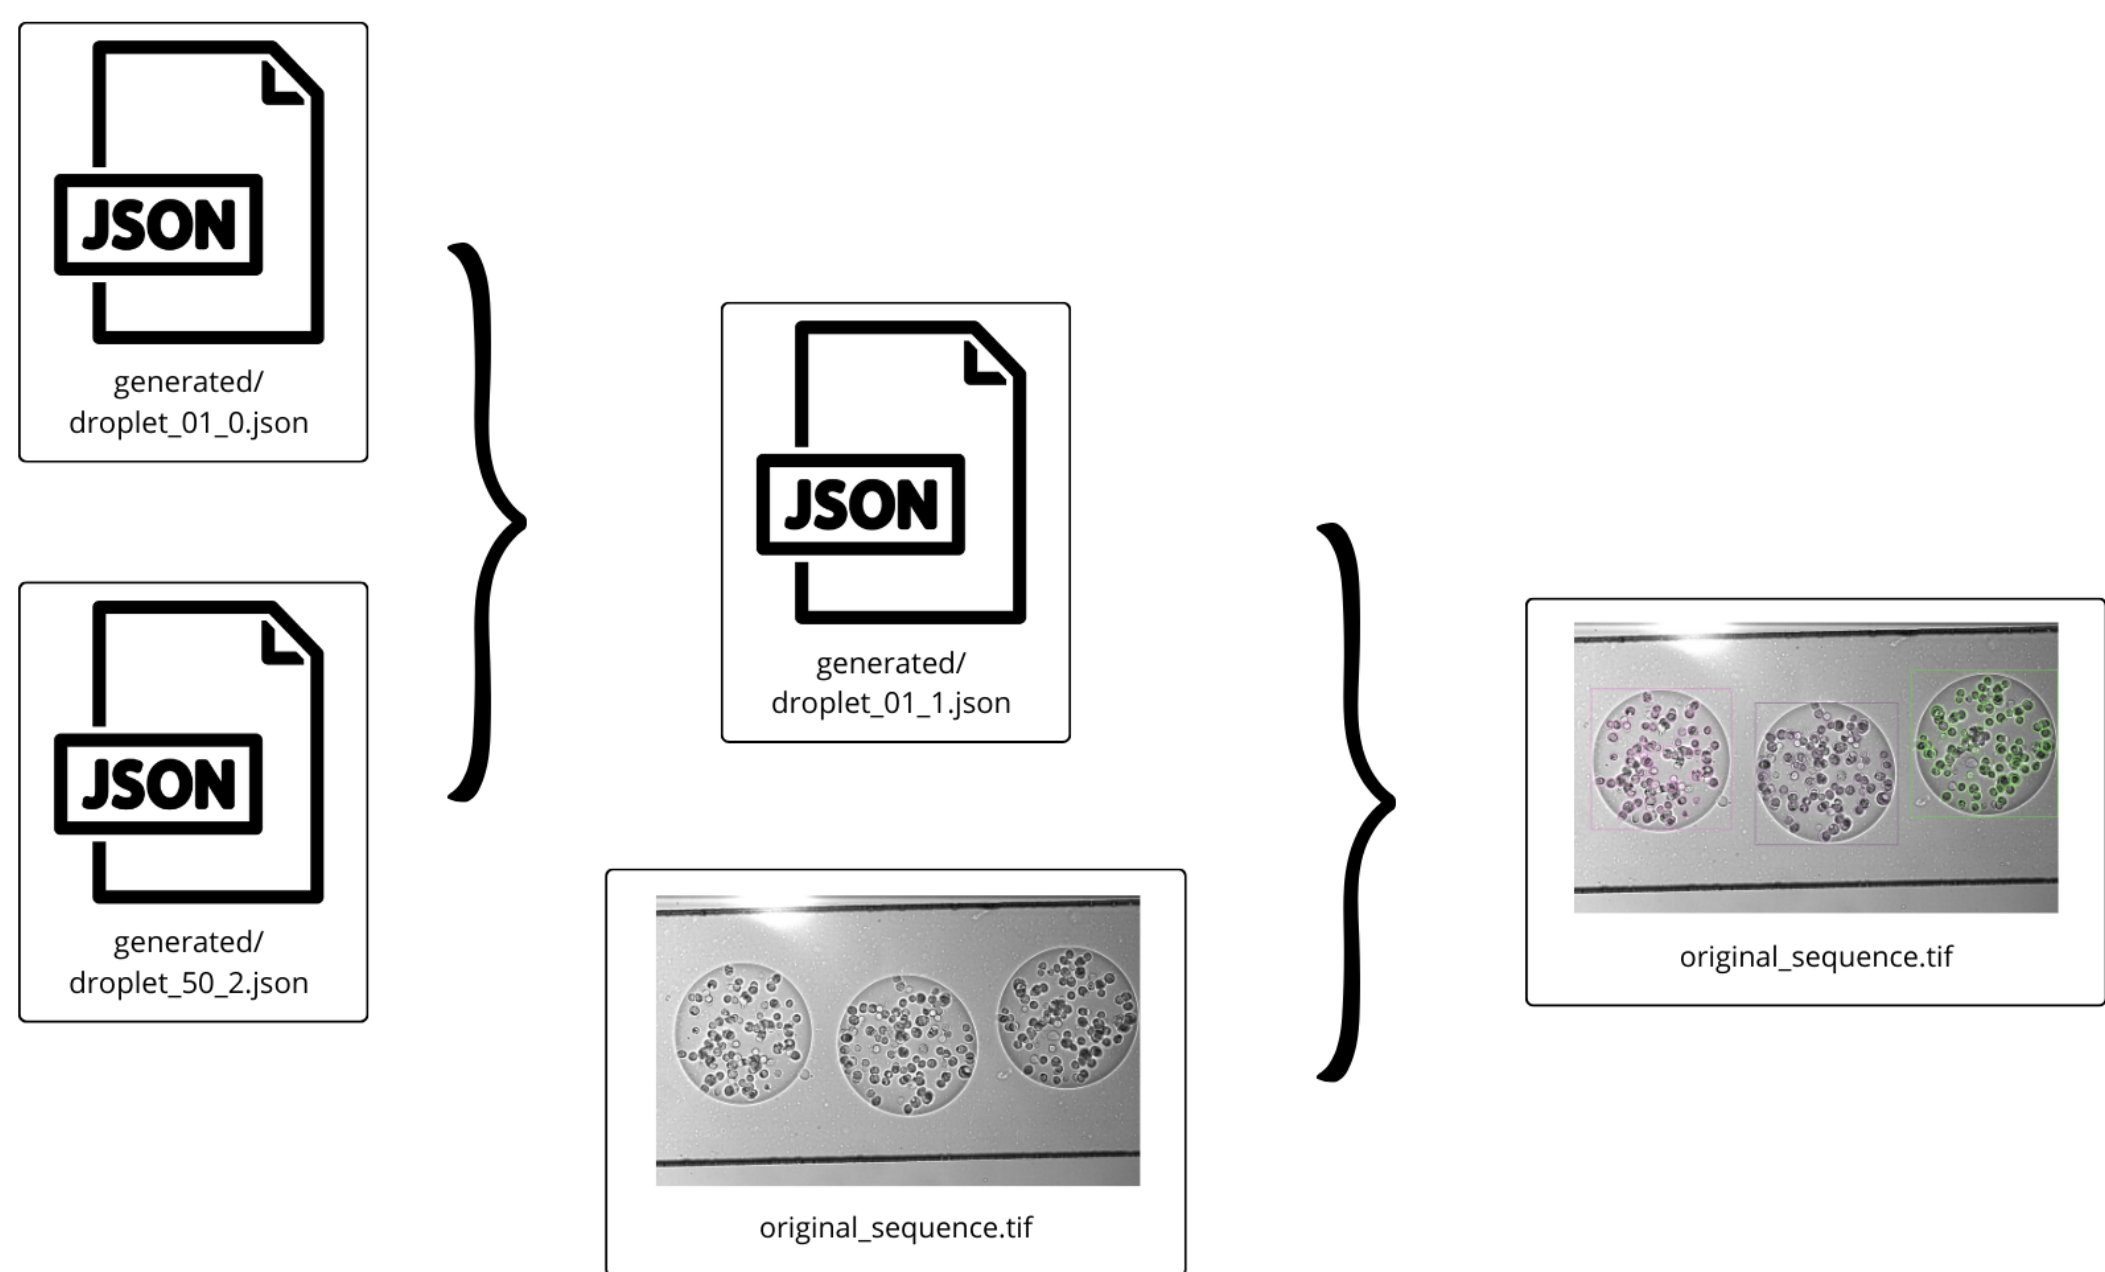 JSON
generated/
droplet_01_0.json
JSON
generated/
droplet_50_2.json
JSON
generated/
droplet_01_1.json
original_sequence.tif
original_sequence.tif